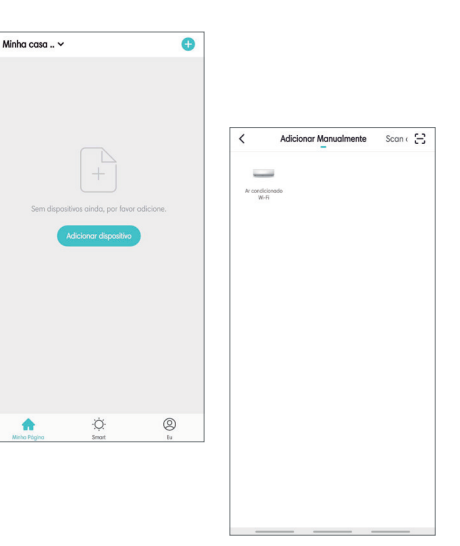 Minha casa ..
Sem dispositivos ainda, por favor adicione.
Adicionar dispositivo
Minha Página
Smart
Eu
Adicionar Manualmente
Scan
Ar condicionado
Wi-Fi